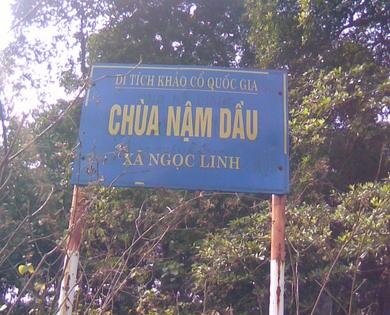 DI TÍCH KHẢO CỔ QUỐC GIA
CHÙA NẬM DẦU
XÃ NGỌC LINH